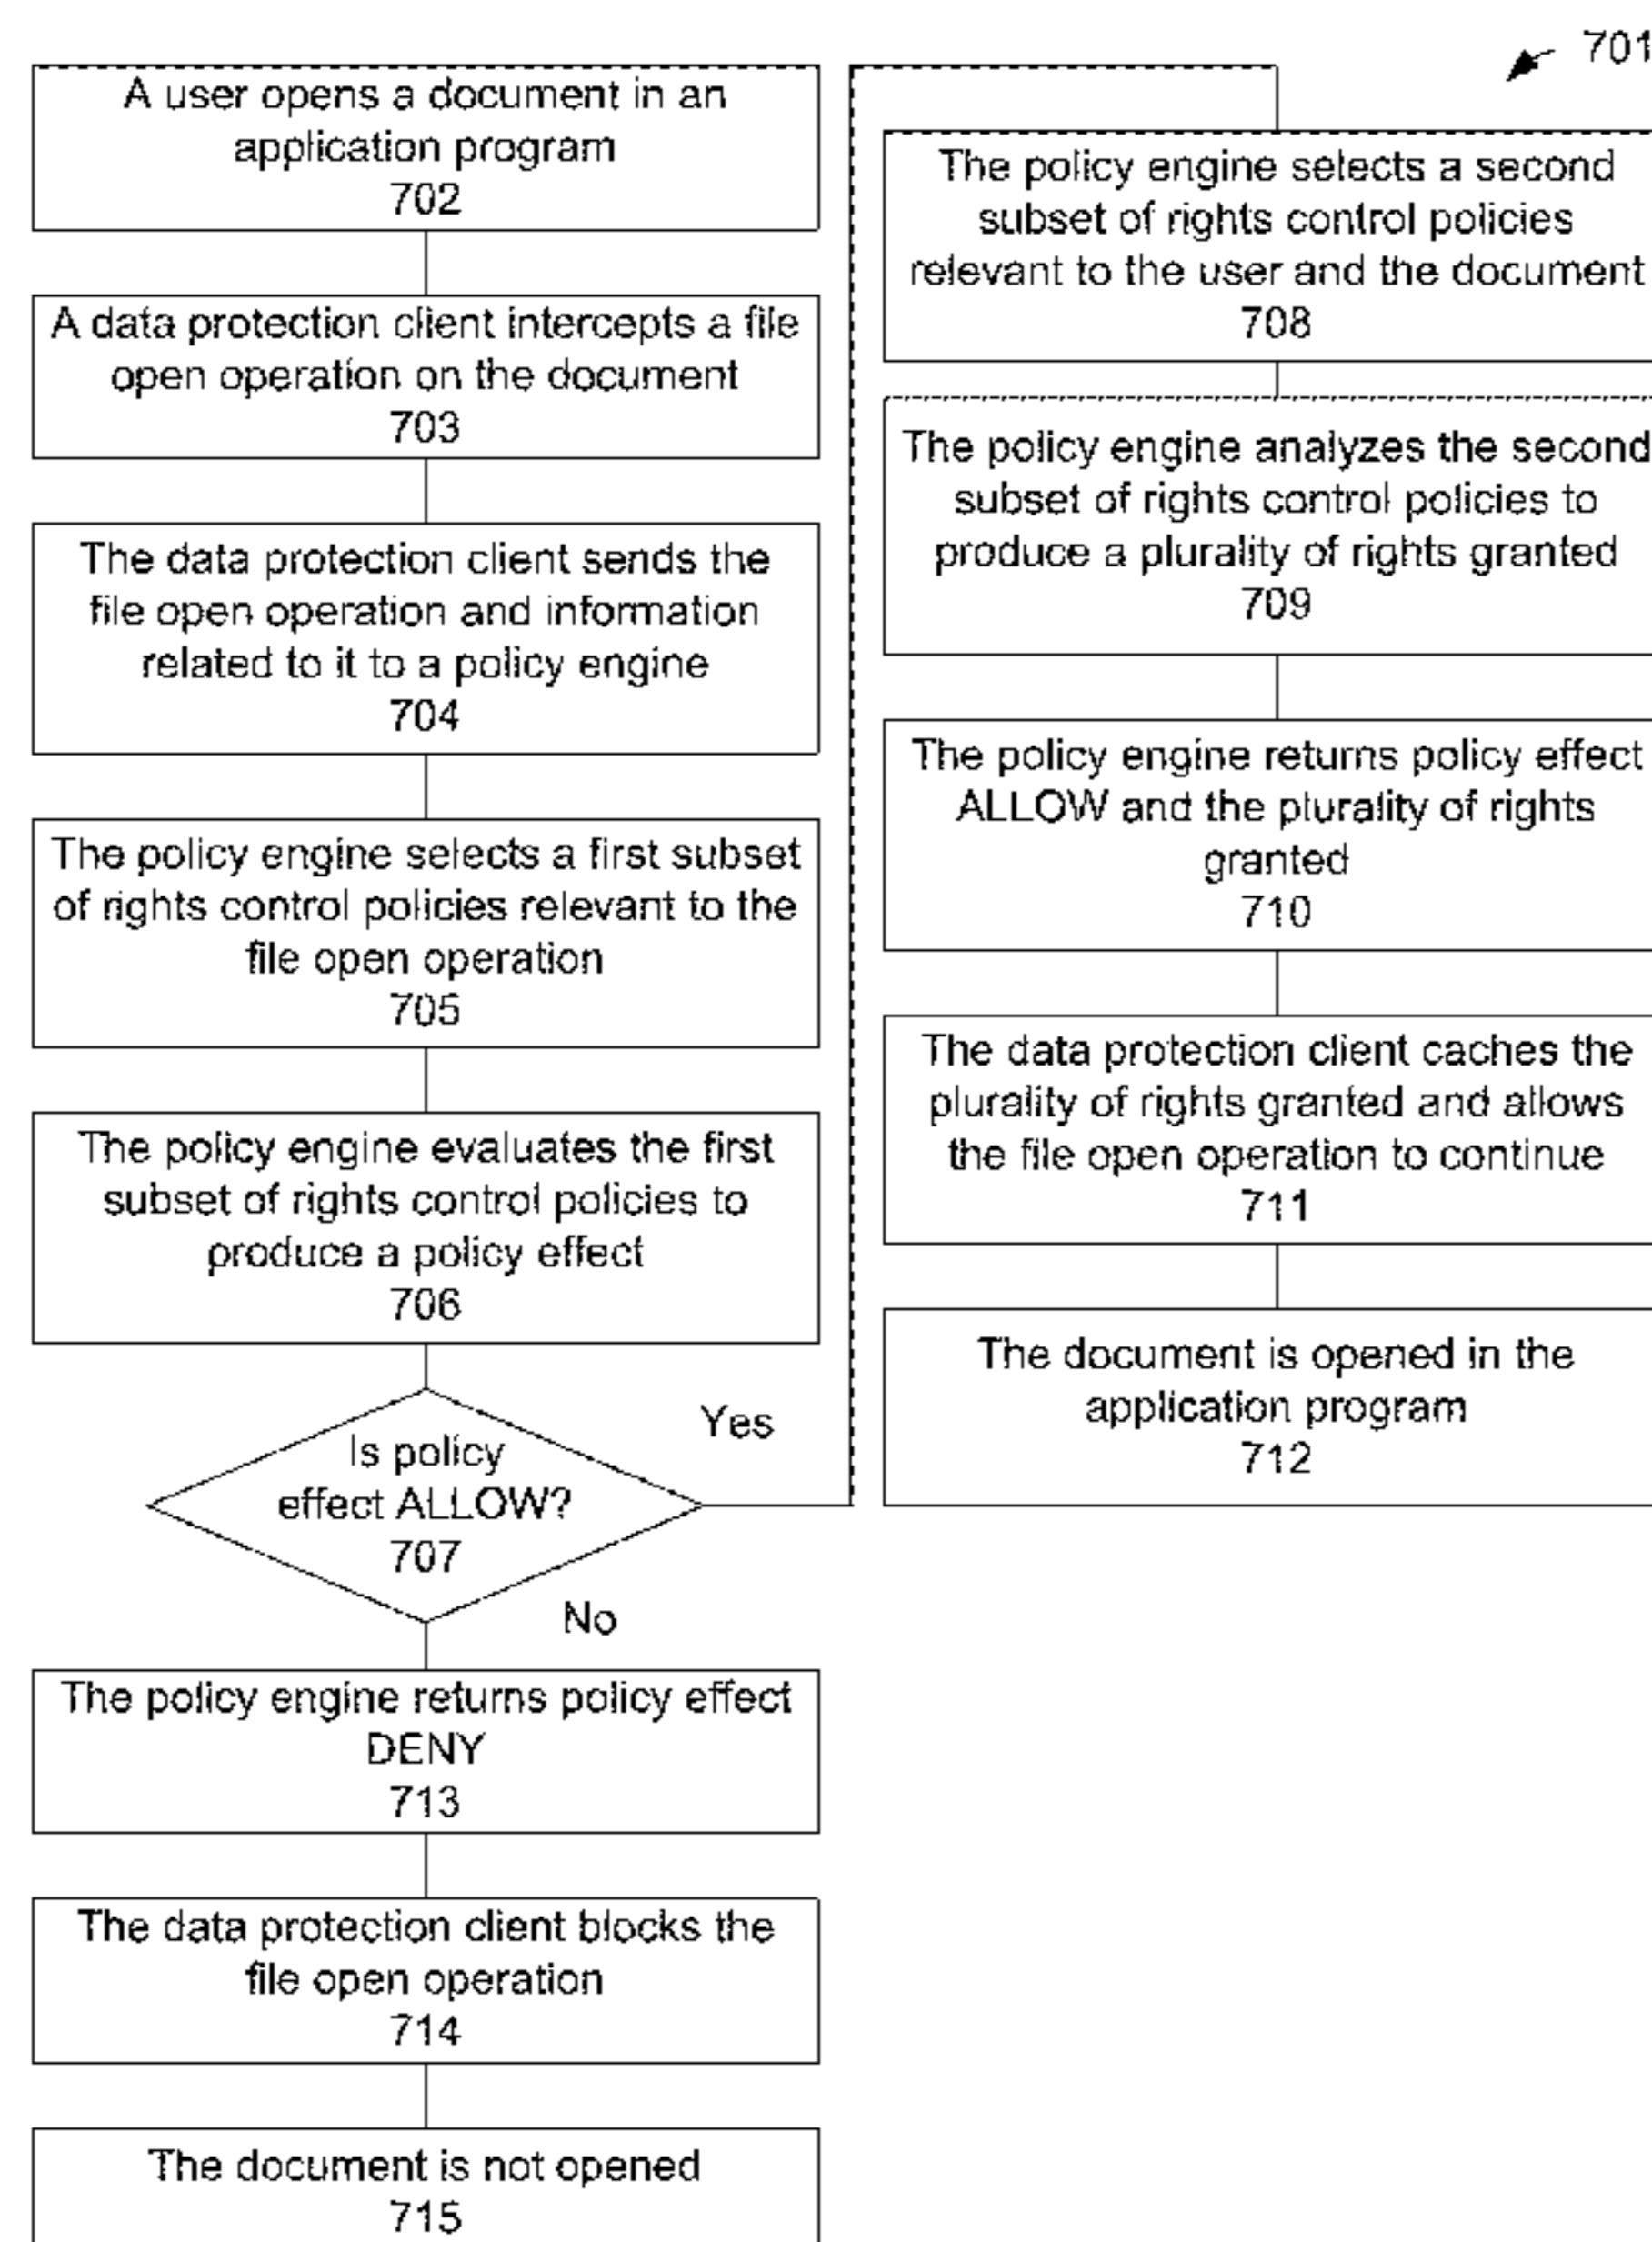 701
A user opens a document in an
application program
702
A data protection client intercepts a file
open operation on the document
703
The data protection client sends the
file open operation and information
related to it to a policy engine
704
The policy engine selects a first subset
of rights control policies relevant to the
file open operation
705
The policy engine evaluates the first
subset of rights control policies to
produce a policy effect
706
Is policy
effect ALLOW?
707
Yes
No
The policy engine returns policy effect
DENY
713
The data protection client blocks the
file open operation
714
The document is not opened
715
The policy engine selects a second
subset of rights control policies
relevant to the user and the document
708
The policy engine analyzes the second
subset of rights control policies to
produce a plurality of rights granted
709
The policy engine returns policy effect
ALLOW and the plurality of rights
granted
710
The data protection client caches the
plurality of rights granted and allows
the file open operation to continue
711
The document is opened in the
application program
712